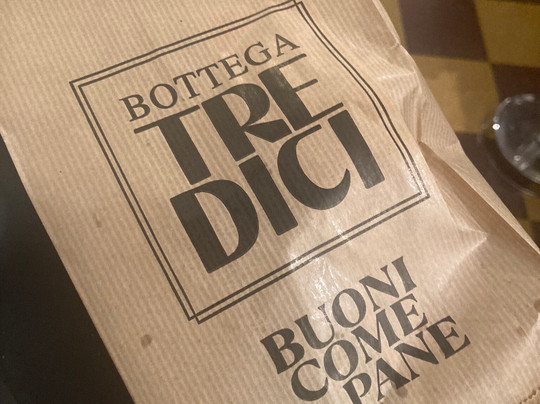 BOTTEGA
TRE
DICI
BUONI
COME
PANE